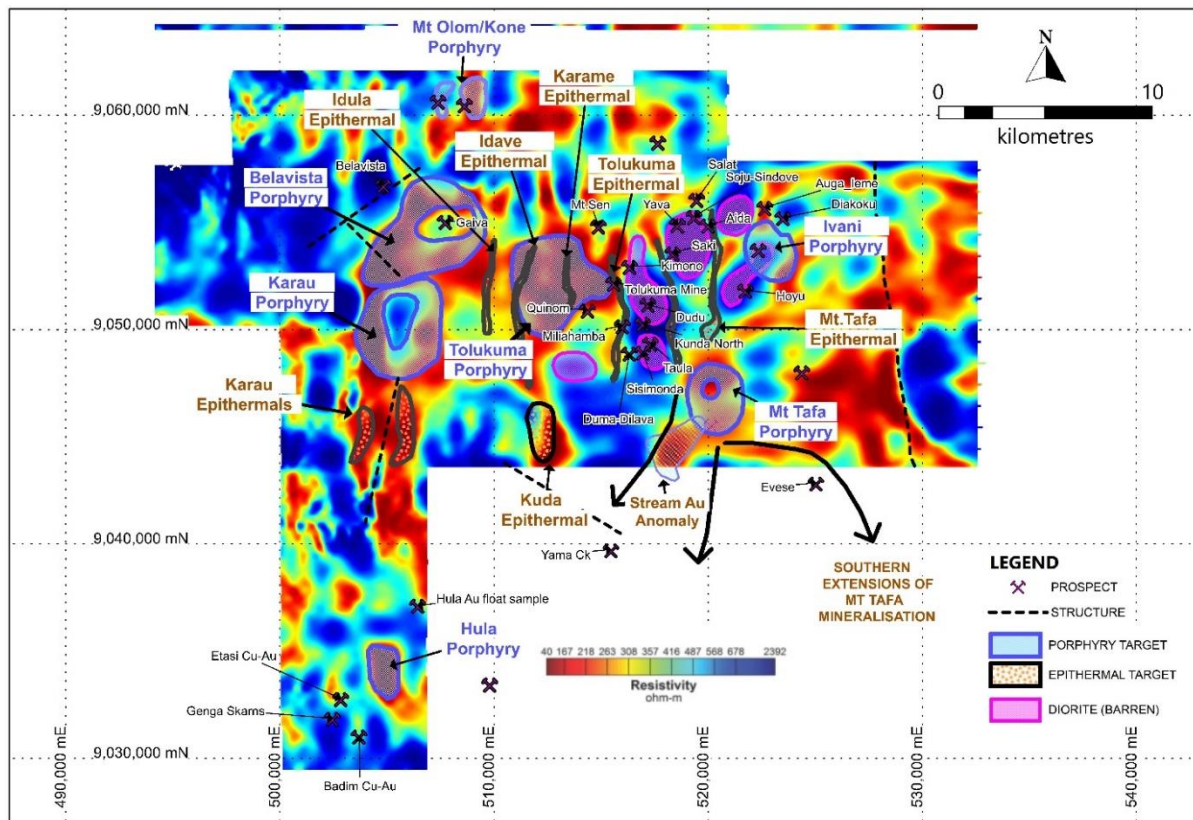 Mt Olom/Kone
Porphyry
N
Karame
Epithermal
0
10
kilometres
9,060,000 mN
Idula
Epithermal
Idave
Epithermal
Tolukuma
Epithermal
Belavista
Belavista
Porphyry
Salat
Soju-Sindove
Auga_Ieme
Diakoku
Mt Sen
Yava
Aida
Gaiva
Ivani
Porphyry
Saki
Kimono
Karau
Porphyry
Tolukuma Mine
Hoyu
Quinom
Dudu
9,050,000 mN
Miliahamba
Kunda North
Mt.Tafa
Epithermal
Tolukuma
Porphyry
Taula
Sisimonda
Karau
Epithermals
Duma-Dilava
Mt Tafa
Porphyry
Kuda
Epithermal
Stream Au
Anomaly
Evese
9,040,000 mN
Yama Ck
SOUTHERN
EXTENSIONS OF
MT TAFA
MINERALISATION
LEGEND
PROSPECT
STRUCTURE
PORPHYRY TARGET
EPITHERMAL TARGET
DIORITE (BARREN)
Hula Au float sample
Hula
Porphyry
40 167 218 263 308 357 416 487 568 678 2392
Resistivity
ohm-m
Etasi Cu-Au
Genga Skarns
9,030,000 mN
Badim Cu-Au
490,000 mE
500,000 mE
510,000 mE
520,000 mE
530,000 mE
540,000 mE